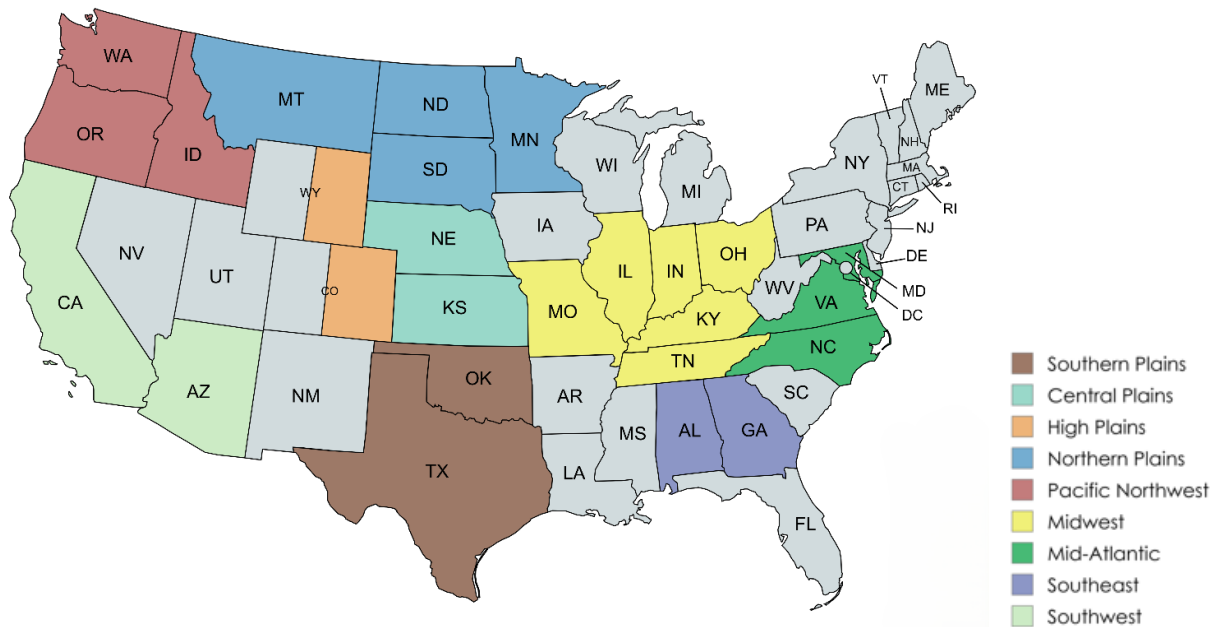 WA
MT
ND
MN
VT
ME
OR
ID
SD
WI
NH
NY
MA
MI
CT
RI
WY
IA
PA
NJ
NV
NE
UT
IL
IN
OH
DE
CA
CO
KS
MO
WV
VA
MD
KY
DC
NC
TN
AZ
NM
OK
AR
SC
MS
AL
GA
TX
LA
FL
Southern Plains
Central Plains
High Plains
Northern Plains
Pacific Northwest
Midwest
Mid-Atlantic
Southeast
Southwest